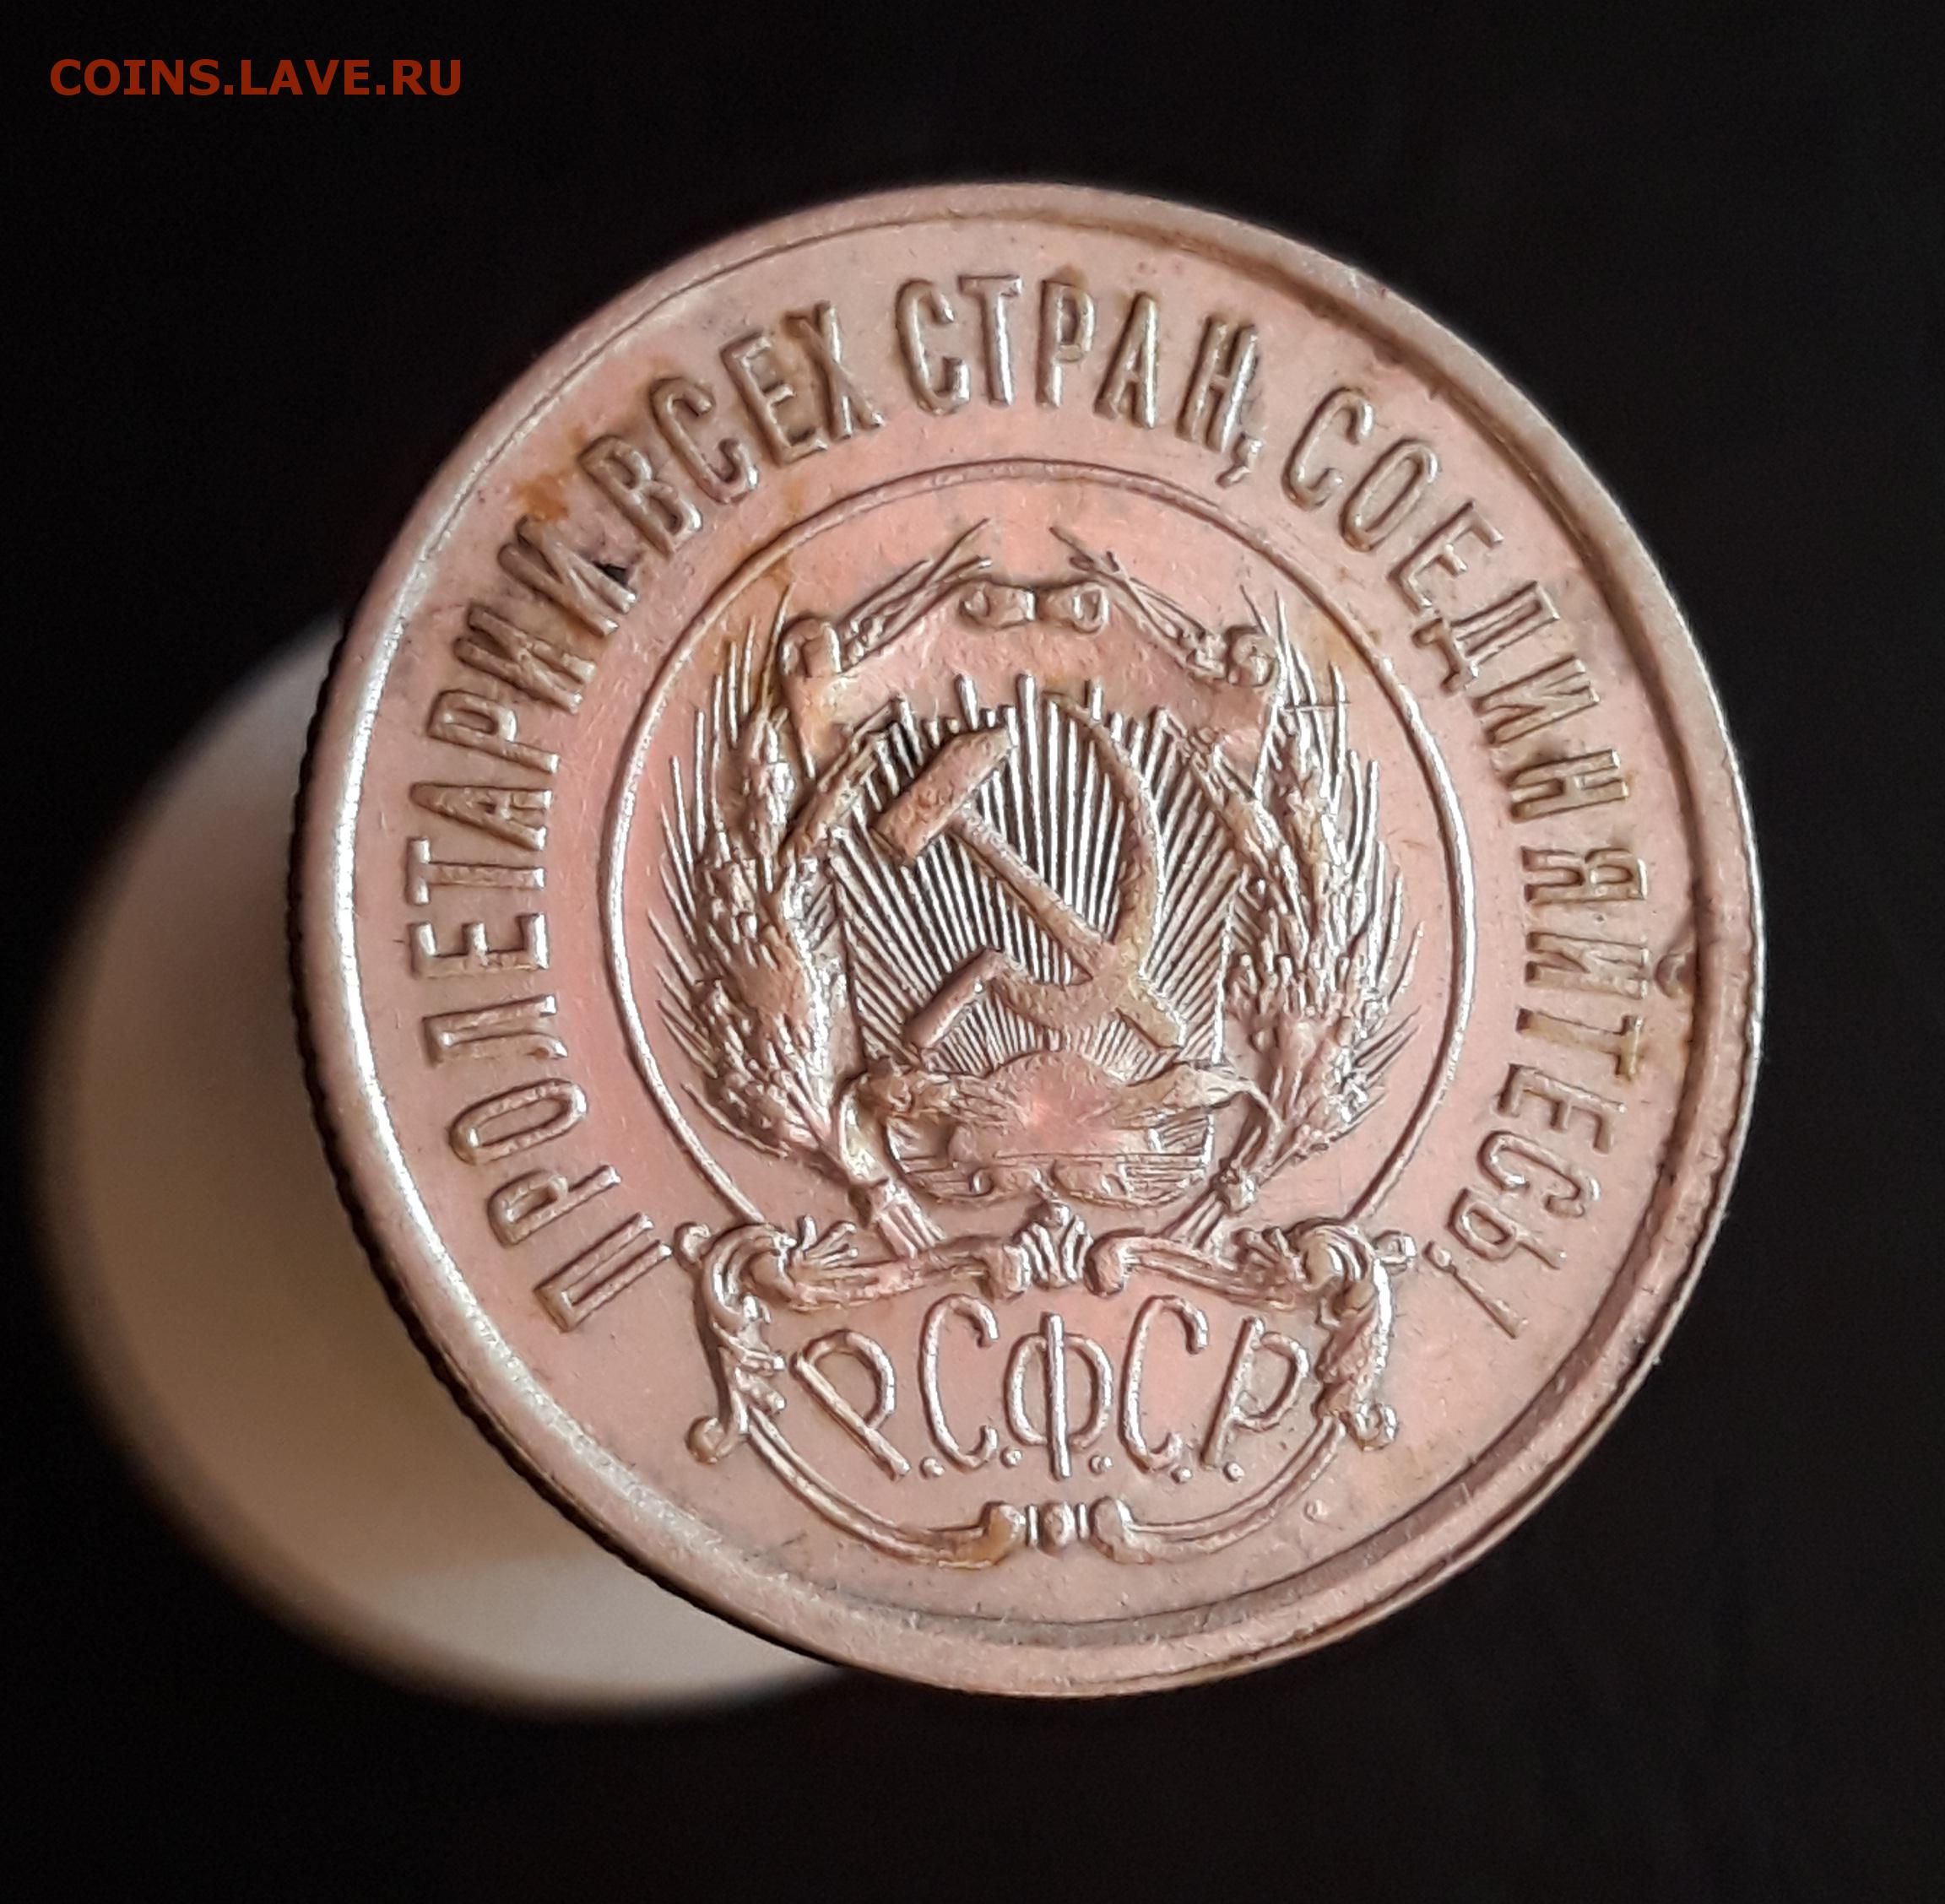 COINS.LAVE.RU
ПРОЛЕТАРИИ ВСЕХ СТРАН, СОЕДИНЯЙТЕСЬ!
Р.С.Ф.С.Р.